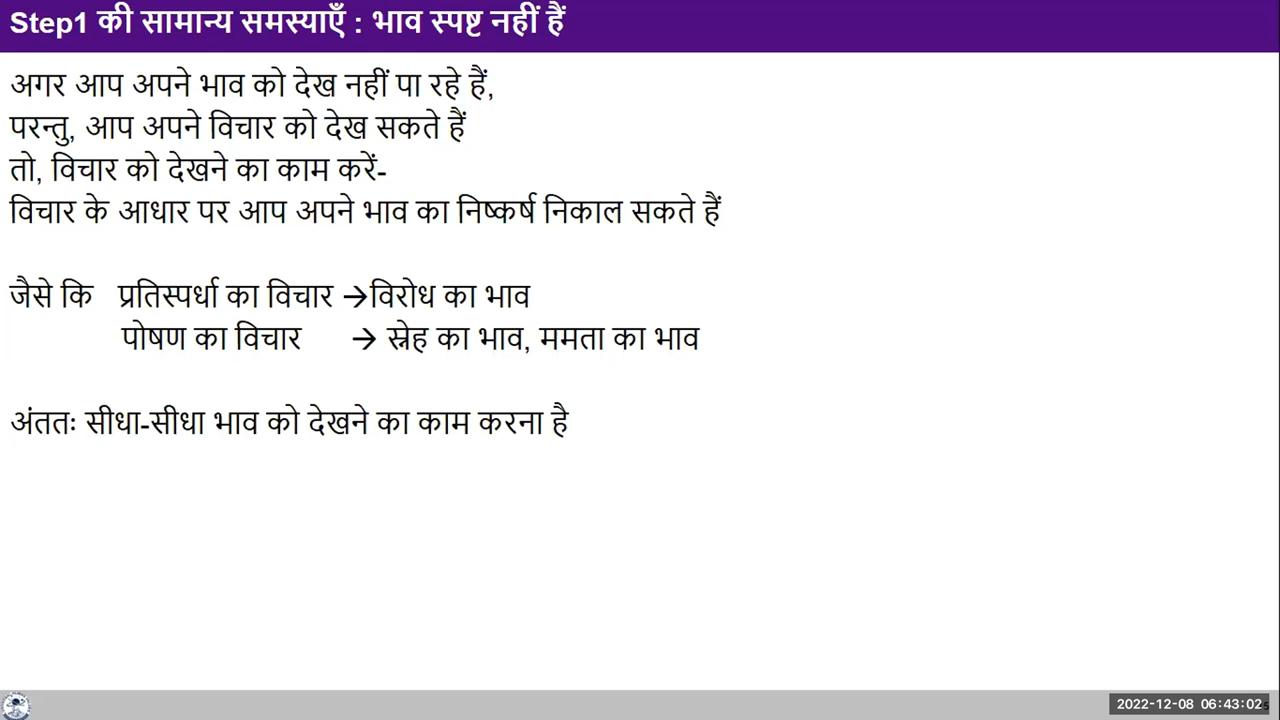 Step1 की सामान्य समस्याएँ : भाव स्पष्ट नहीं हैं
अगर आप अपने भाव को देख नहीं पा रहे हैं,
परन्तु, आप अपने विचार को देख सकते हैं
तो, विचार को देखने का काम करें-
विचार के आधार पर आप अपने भाव का निष्कर्ष निकाल सकते हैं
जैसे कि प्रतिस्पर्धा का विचार →विरोध का भाव
पोषण का विचार → स्नेह का भाव, ममता का भाव
अंततः सीधा-सीधा भाव को देखने का काम करना है
2022-12-08 06:43:02